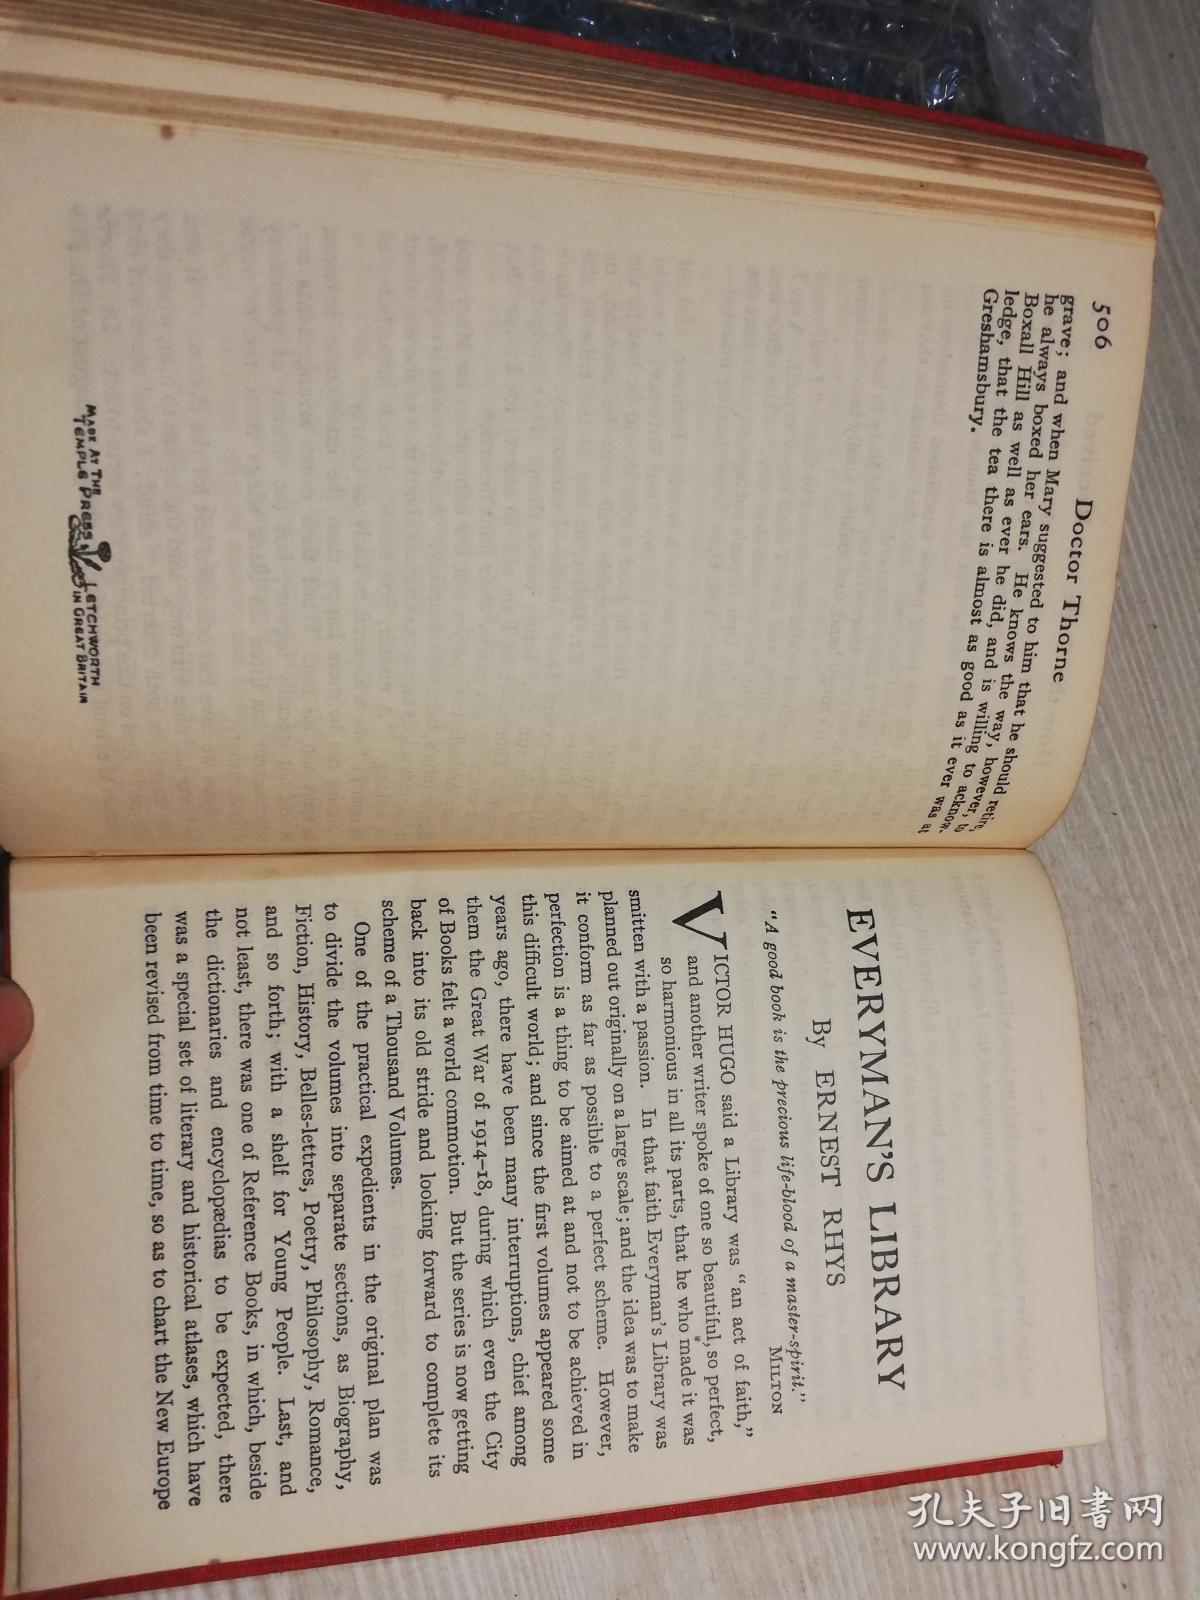 506 Doctor Thorne
grave; and when Mary suggested to him that he should retire,
he always boxed her ears. He knows the way, however, to
Boxall Hill as well as ever he did, and is willing to acknow-
ledge, that the tea there is almost as good as it ever was at
Greshamsbury.
MADE AT THE
TEMPLE PRESS
LETCHWORTH
IN GREAT BRITAIN
EVERYMAN'S LIBRARY
By ERNEST RHYS
"A good book is the precious life-blood of a master-spirit."
MILTON
VICTOR HUGO said a Library was "an act of faith,"
and another writer spoke of one so beautiful, so perfect,
so harmonious in all its parts, that he who made it was
smitten with a passion. In that faith Everyman's Library was
planned out originally on a large scale; and the idea was to make
it conform as far as possible to a perfect scheme. However,
perfection is a thing to be aimed at and not to be achieved in
this difficult world; and since the first volumes appeared some
years ago, there have been many interruptions, chief among
them the Great War of 1914-18, during which even the City
of Books felt a world commotion. But the series is now getting
back into its old stride and looking forward to complete its
scheme of a Thousand Volumes.
One of the practical expedients in the original plan was
to divide the volumes into separate sections, as Biography,
Fiction, History, Belles-lettres, Poetry, Philosophy, Romance,
and so forth; with a shelf for Young People. Last, and
not least, there was one of Reference Books, in which, beside
the dictionaries and encyclopædias to be expected, there
was a special set of literary and historical atlases, which have
been revised from time to time, so as to chart the New Europe
孔夫子旧书网
www.kongfz.com